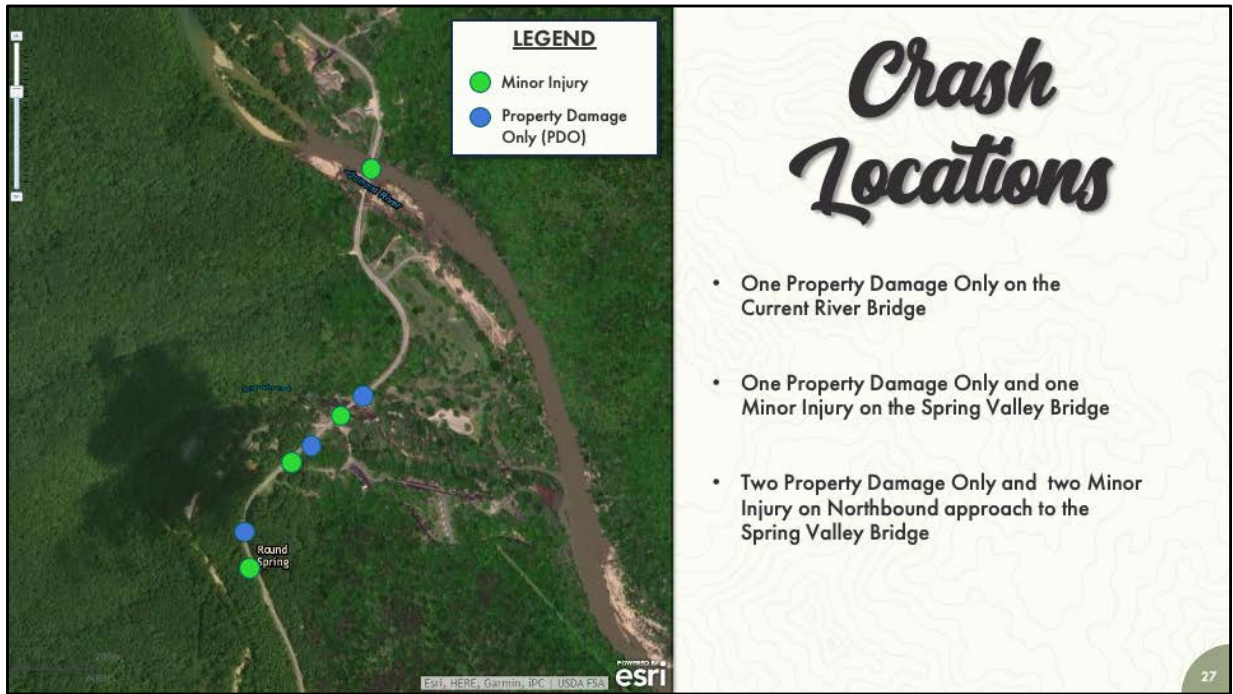 LEGEND
Minor Injury
Property Damage
Only (PDO)
Current River
Round
Spring
Esri, HERE, Garmin, iPC | USDA FSA
POWERED BY
esri
Crash
Locations
• One Property Damage Only on the
Current River Bridge
• One Property Damage Only and one
Minor Injury on the Spring Valley Bridge
• Two Property Damage Only and two Minor
Injury on Northbound approach to the
Spring Valley Bridge
27